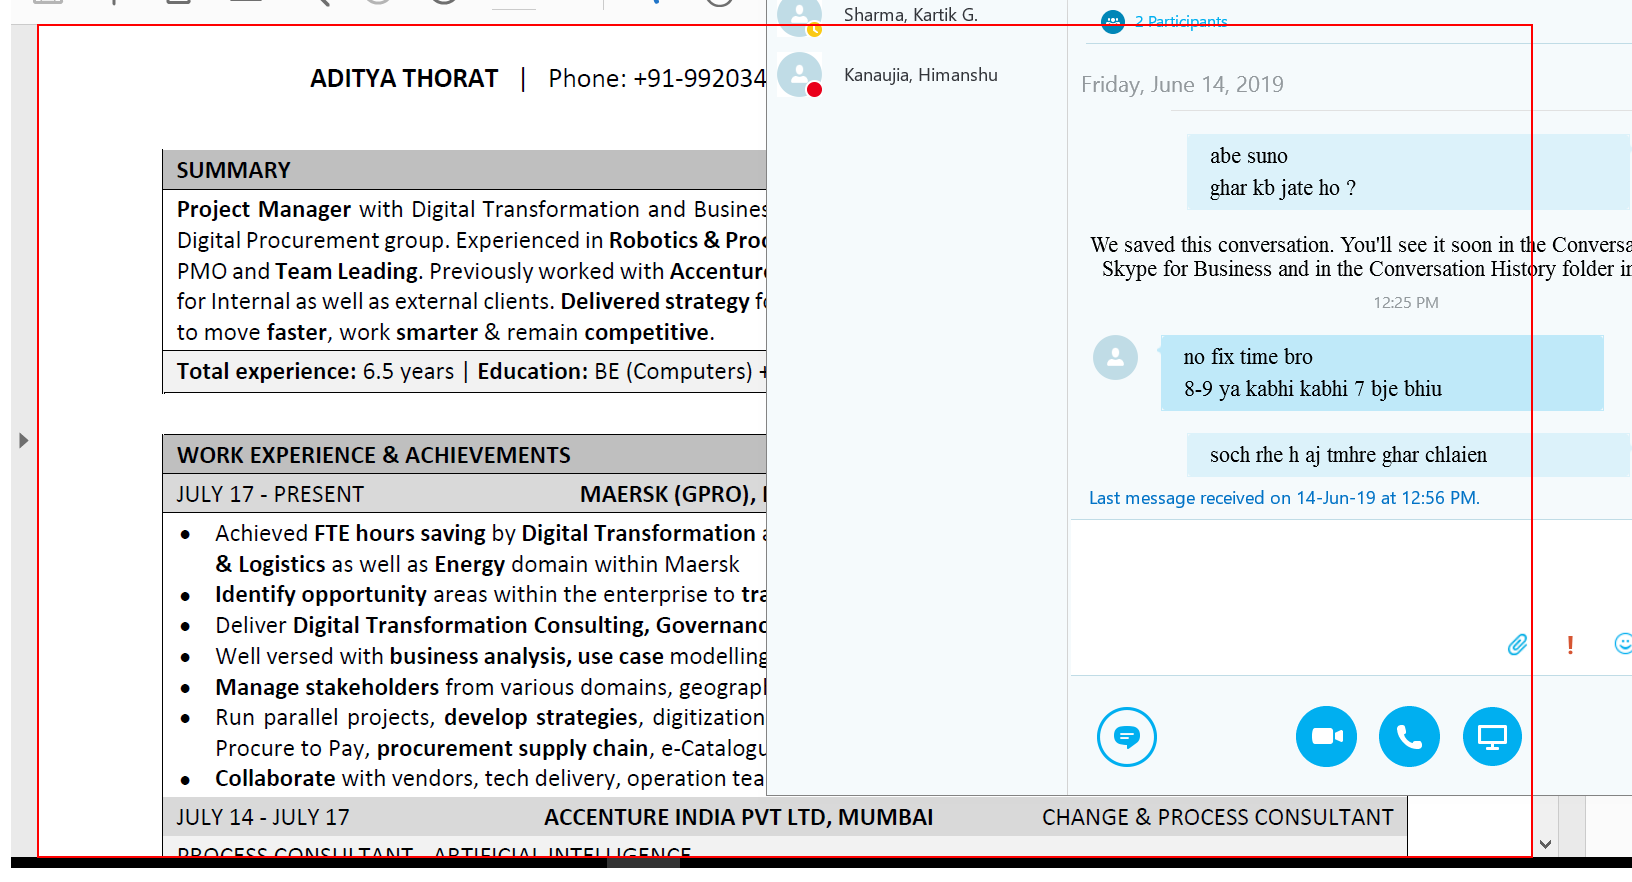 ADITYA THORAT | Phone: +91-992034
SUMMARY
Project Manager with Digital Transformation and Busines
Digital Procurement group. Experienced in Robotics & Pro
PMO and Team Leading. Previously worked with Accentur
for Internal as well as external clients. Delivered strategy f
to move faster, work smarter & remain competitive.
Total experience: 6.5 years | Education: BE (Computers) +
WORK EXPERIENCE & ACHIEVEMENTS
JULY 17 - PRESENT MAERSK (GPRO),
● Achieved FTE hours saving by Digital Transformation
& Logistics as well as Energy domain within Maersk
● Identify opportunity areas within the enterprise to tra
● Deliver Digital Transformation Consulting, Governanc
● Well versed with business analysis, use case modelling
● Manage stakeholders from various domains, geograp
● Run parallel projects, develop strategies, digitization
Procure to Pay, procurement supply chain, e-Catalogu
● Collaborate with vendors, tech delivery, operation tea
JULY 14 - JULY 17 ACCENTURE INDIA PVT LTD, MUMBAI CHANGE & PROCESS CONSULTANT
PROCESS CONSULTANT - ARTIFICIAL INTELLIGENCE
Sharma, Kartik G.
Kanaujia, Himanshu
2 Participants
Friday, June 14, 2019
abe suno
ghar kb jate ho ?
We saved this conversation. You'll see it soon in the Conversa
Skype for Business and in the Conversation History folder in
12:25 PM
no fix time bro
8-9 ya kabhi kabhi 7 bje bhiu
soch rhe h aj tmhre ghar chlaien
Last message received on 14-Jun-19 at 12:56 PM.